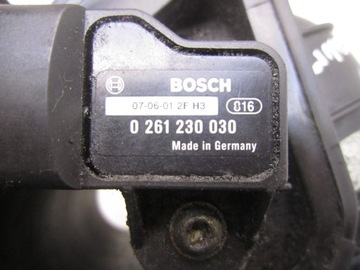 BOSCH
07-06-01 2F H3 816
0 261 230 030
Made in Germany